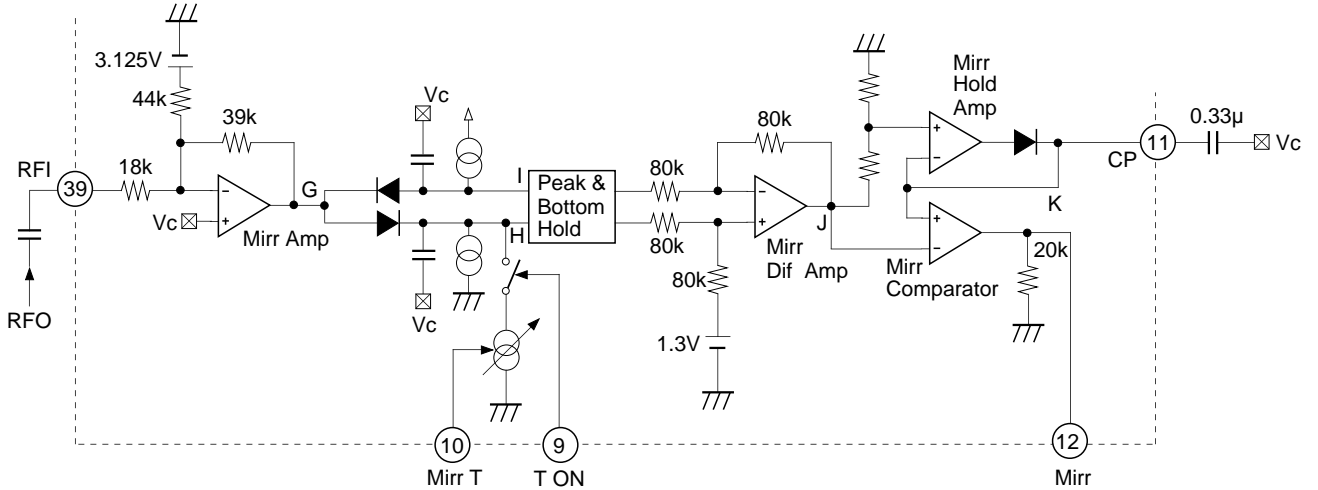 3.125V
44k
39k
RFI
39
18k
Vc
G
Mirr Amp
RFO
Vc
Vc
I
H
Peak &
Bottom
Hold
80k
80k
80k
80k
1.3V
J
Mirr
Dif Amp
Mirr
Hold
Amp
Mirr
Comparator
K
CP
11
0.33µ
Vc
20k
10
Mirr T
9
T ON
12
Mirr